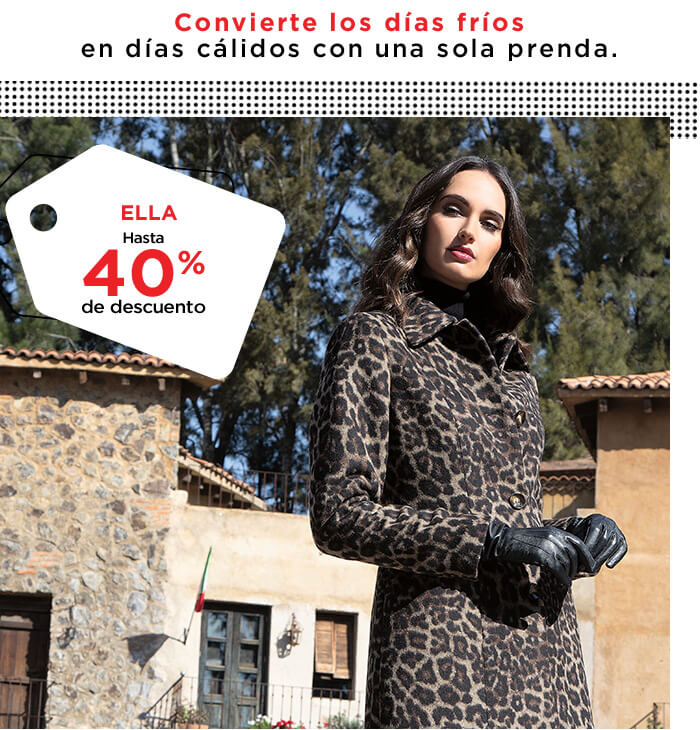 Convierte los días fríos
en días cálidos con una sola prenda.
ELLA
Hasta
40%
de descuento